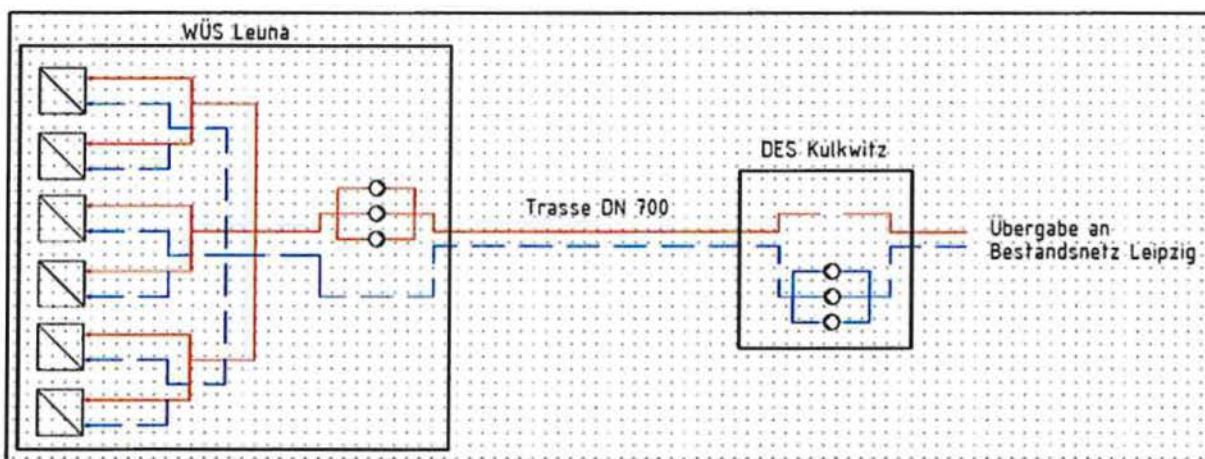 WÜS Leuna
DES Kulkwitz
Trasse DN 700
Übergabe an
Bestandsnetz Leipzig